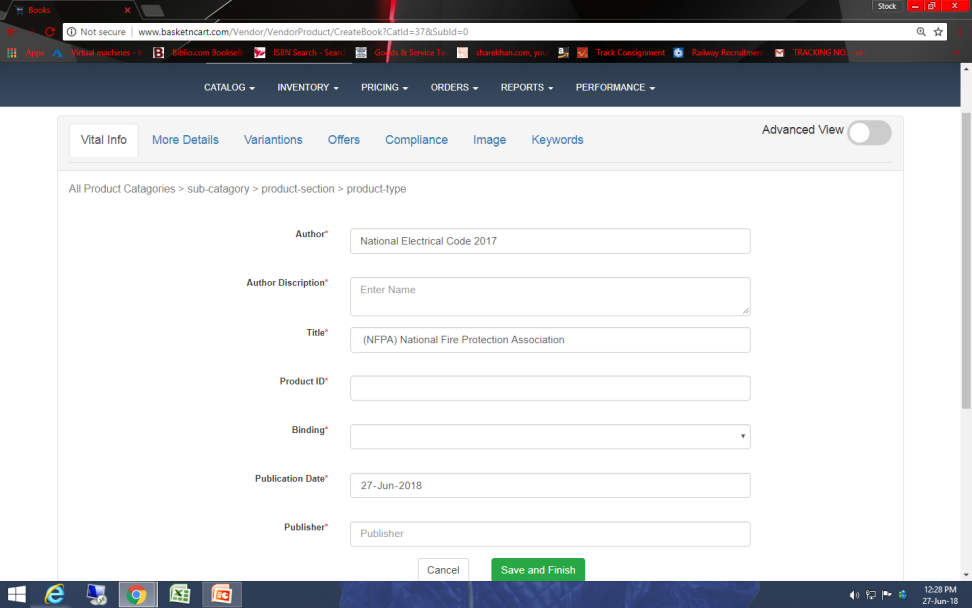 Books
Stock
Not secure | www.basketncart.com/Vendor/VendorProduct/CreateBook?CatId=37&SubId=0
Apps Virtual machines - M Biblio.com Booksell ISBN Search - Search Goods & Service Ta sharekhan.com, you Track Consignment Railway Recruitment TRACKING NO.
CATALOG INVENTORY PRICING ORDERS REPORTS PERFORMANCE
Vital Info More Details Variantions Offers Compliance Image Keywords Advanced View
All Product Catagories > sub-catagory > product-section > product-type
Author* National Electrical Code 2017
Author Discription* Enter Name
Title* (NFPA) National Fire Protection Association
Product ID*
Binding*
Publication Date* 27-Jun-2018
Publisher* Publisher
Cancel Save and Finish
12:28 PM
27-Jun-18